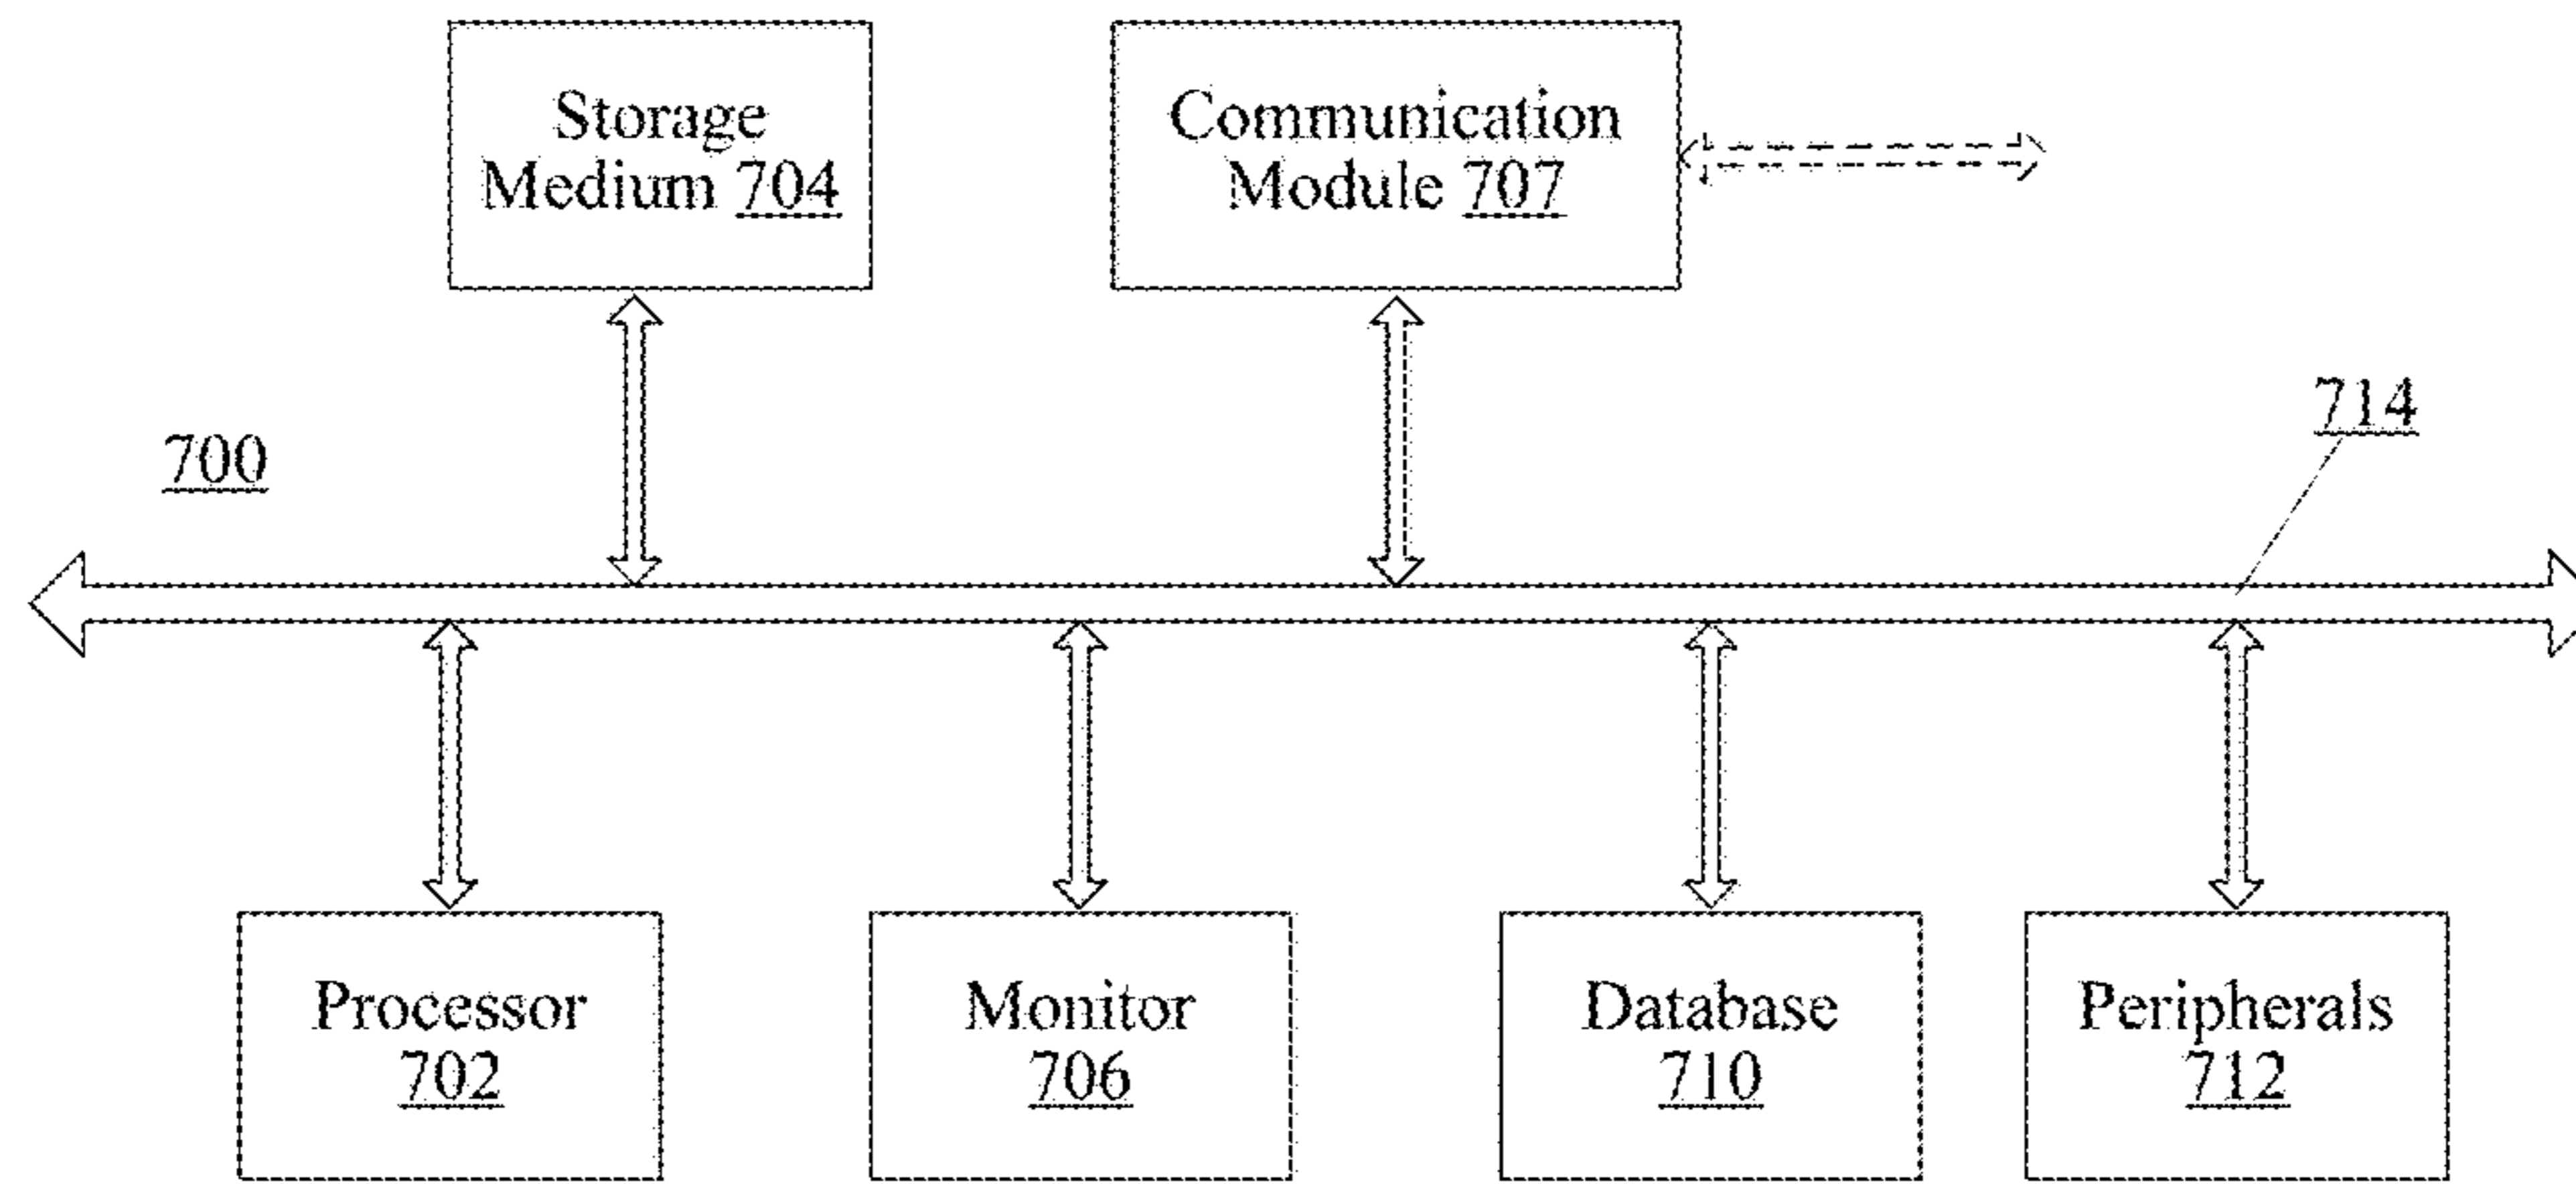 Storage
Medium 704
Communication
Module 707
714
700
Processor
702
Monitor
706
Database
710
Peripherals
712